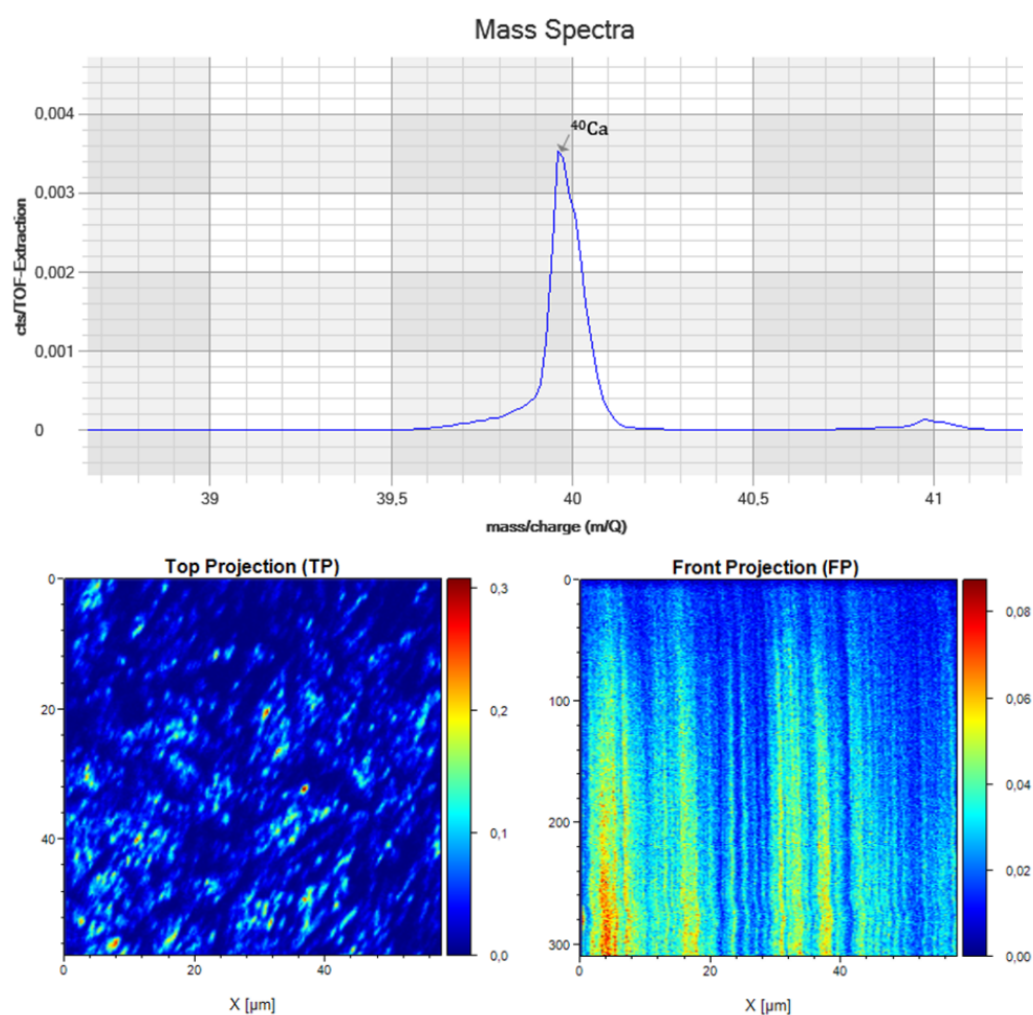 Mass Spectra
0,004
0,003
0,002
0,001
0
cts/TOF-Extraction
⁴⁰Ca
39 39,5 40 40,5 41
mass/charge (m/Q)
Top Projection (TP)
0
20
40
0 20 40
X [µm]
0,3
0,2
0,1
0,0
Front Projection (FP)
0
100
200
300
0 20 40
X [µm]
0,08
0,06
0,04
0,02
0,00